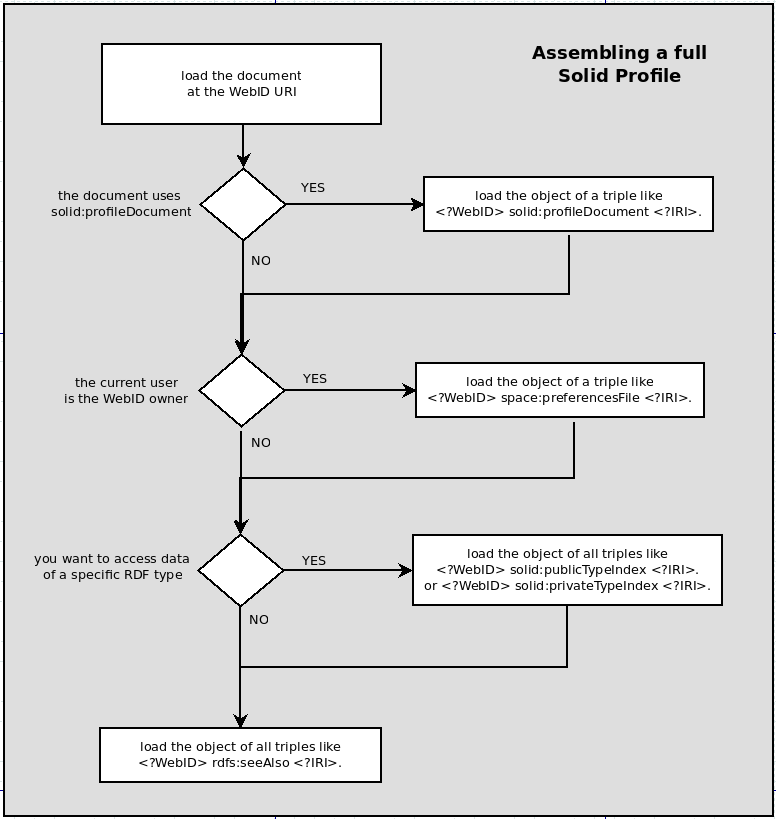 Assembling a full
Solid Profile
load the document
at the WebID URI
the document uses
solid:profileDocument
YES
load the object of a triple like
<?WebID> solid:profileDocument <?IRI>.
NO
the current user
is the WebID owner
YES
load the object of a triple like
<?WebID> space:preferencesFile <?IRI>.
NO
you want to access data
of a specific RDF type
YES
load the object of all triples like
<?WebID> solid:publicTypeIndex <?IRI>.
or <?WebID> solid:privateTypeIndex <?IRI>.
NO
load the object of all triples like
<?WebID> rdfs:seeAlso <?IRI>.